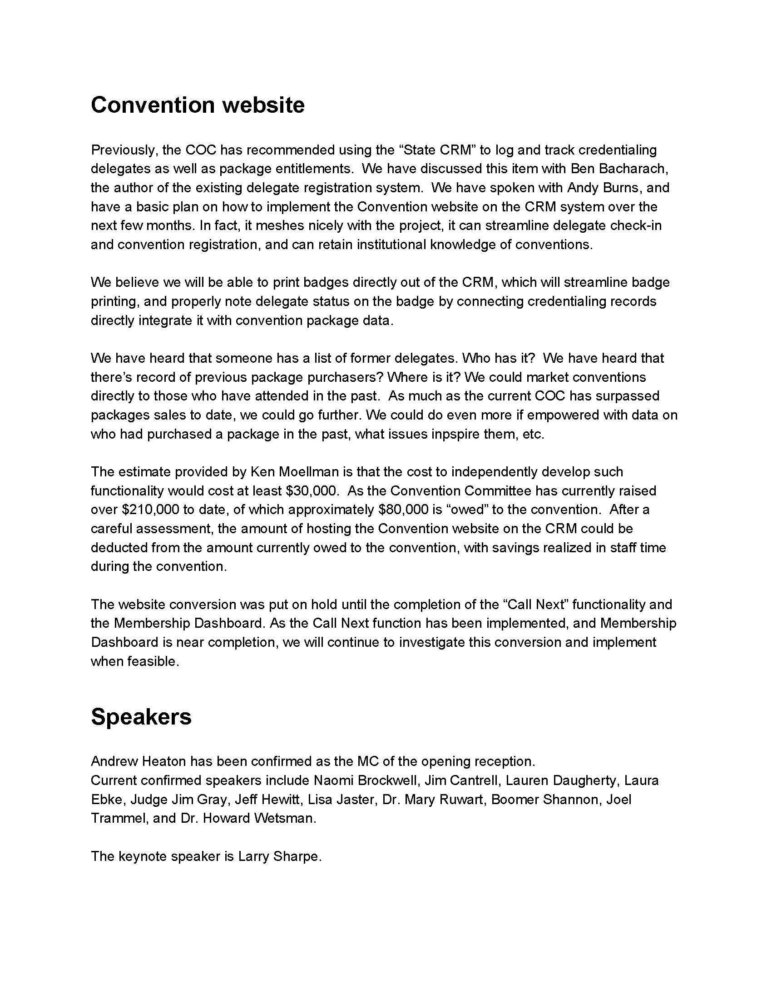 Convention website
Previously, the COC has recommended using the “State CRM” to log and track credentialing
delegates as well as package entitlements.  We have discussed this item with Ben Bacharach,
the author of the existing delegate registration system.  We have spoken with Andy Burns, and
have a basic plan on how to implement the Convention website on the CRM system over the
next few months. In fact, it meshes nicely with the project, it can streamline delegate check-in
and convention registration, and can retain institutional knowledge of conventions.
We believe we will be able to print badges directly out of the CRM, which will streamline badge
printing, and properly note delegate status on the badge by connecting credentialing records
directly integrate it with convention package data.
We have heard that someone has a list of former delegates. Who has it?  We have heard that
there’s record of previous package purchasers? Where is it? We could market conventions
directly to those who have attended in the past.  As much as the current COC has surpassed
packages sales to date, we could go further. We could do even more if empowered with data on
who had purchased a package in the past, what issues inpspire them, etc.
The estimate provided by Ken Moellman is that the cost to independently develop such
functionality would cost at least $30,000.  As the Convention Committee has currently raised
over $210,000 to date, of which approximately $80,000 is “owed” to the convention.  After a
careful assessment, the amount of hosting the Convention website on the CRM could be
deducted from the amount currently owed to the convention, with savings realized in staff time
during the convention.
The website conversion was put on hold until the completion of the “Call Next” functionality and
the Membership Dashboard. As the Call Next function has been implemented, and Membership
Dashboard is near completion, we will continue to investigate this conversion and implement
when feasible.
Speakers
Andrew Heaton has been confirmed as the MC of the opening reception.
Current confirmed speakers include Naomi Brockwell, Jim Cantrell, Lauren Daugherty, Laura
Ebke, Judge Jim Gray, Jeff Hewitt, Lisa Jaster, Dr. Mary Ruwart, Boomer Shannon, Joel
Trammel, and Dr. Howard Wetsman.
The keynote speaker is Larry Sharpe.